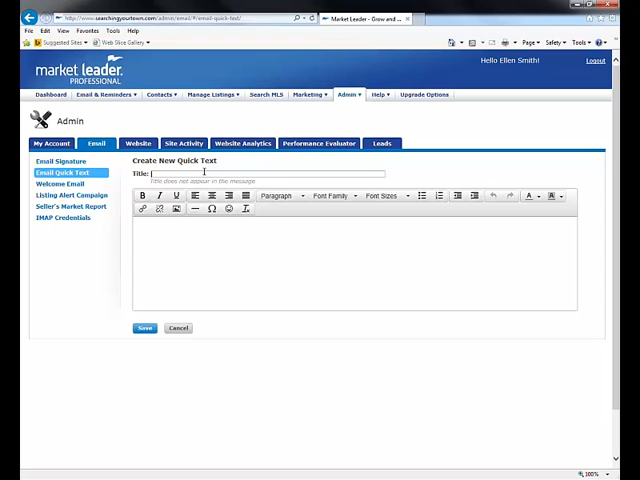 http://www.searchingyourtown.com/admin/email/#/email-quick-text/
Market Leader - Grow and ...
File Edit View Favorites Tools Help
Suggested Sites Web Slice Gallery
Page Safety Tools
market leader.
PROFESSIONAL
Hello Ellen Smith!
Logout
Dashboard Email & Reminders Contacts Manage Listings Search MLS Marketing Admin Help Upgrade Options
Admin
My Account Email Website Site Activity Website Analytics Performance Evaluator Leads
Email Signature
Email Quick Text
Welcome Email
Listing Alert Campaign
Seller's Market Report
IMAP Credentials
Create New Quick Text
Title:
Title does not appear in the message
B I U Paragraph Font Family Font Sizes A A
Save Cancel
100%